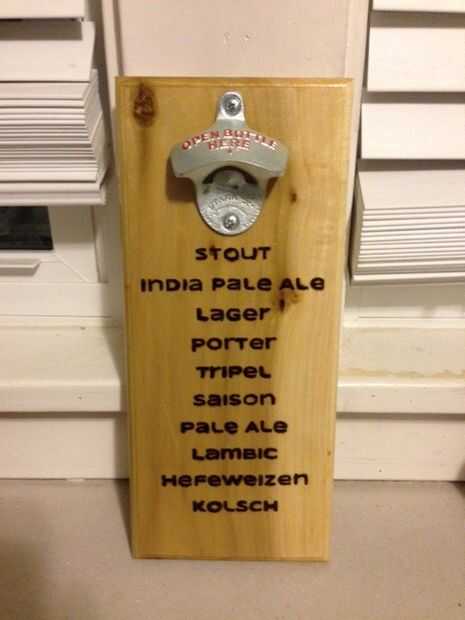 OPEN BOTTLE
HERE
STOUT
INDIA PALE ALE
LAGER
PORTER
TRIPEL
SAISON
PALE ALE
LAMBIC
HEFEWEIZEN
KOLSCH